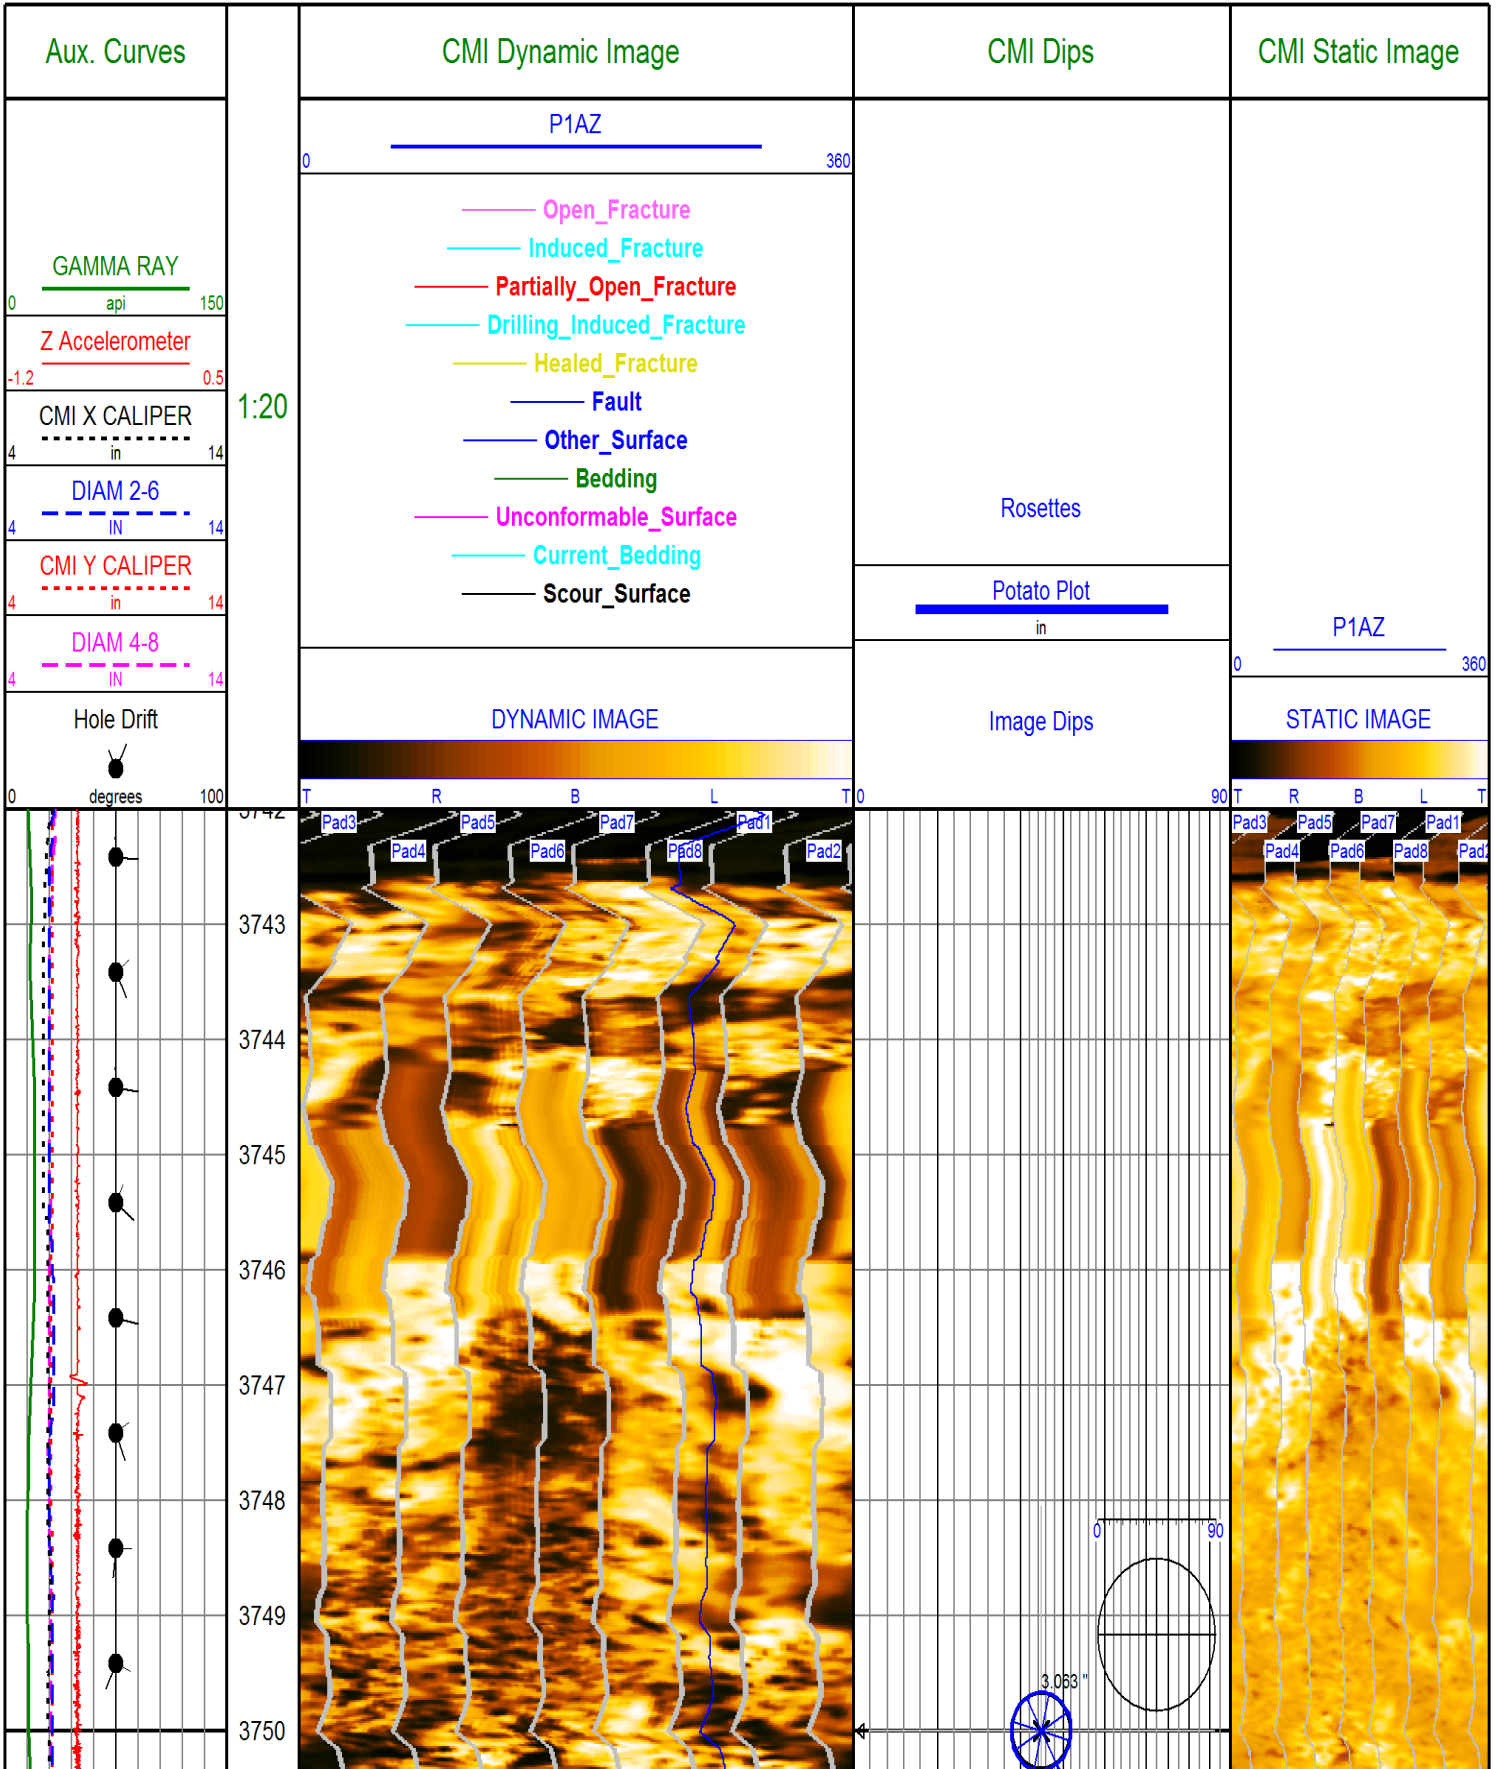 Aux. Curves
CMI Dynamic Image
CMI Dips
CMI Static Image
GAMMA RAY
0 api 150
Z Accelerometer
-1.2 0.5
CMI X CALIPER
4 in 14
DIAM 2-6
4 IN 14
CMI Y CALIPER
4 in 14
DIAM 4-8
4 IN 14
Hole Drift
0 degrees 100
1:20
P1AZ
0 360
Open_Fracture
Induced_Fracture
Partially_Open_Fracture
Drilling_Induced_Fracture
Healed_Fracture
Fault
Other_Surface
Bedding
Unconformable_Surface
Current_Bedding
Scour_Surface
DYNAMIC IMAGE
T R B L T
Rosettes
Potato Plot
in
Image Dips
0 90
P1AZ
0 360
STATIC IMAGE
T R B L T
3742
Pad3 Pad5 Pad7 Pad1
Pad4 Pad6 Pad8 Pad2
Pad3 Pad5 Pad7 Pad1
Pad4 Pad6 Pad8 Pad2
3743
3744
3745
3746
3747
3748
0 90
3749
3.063 "
3750